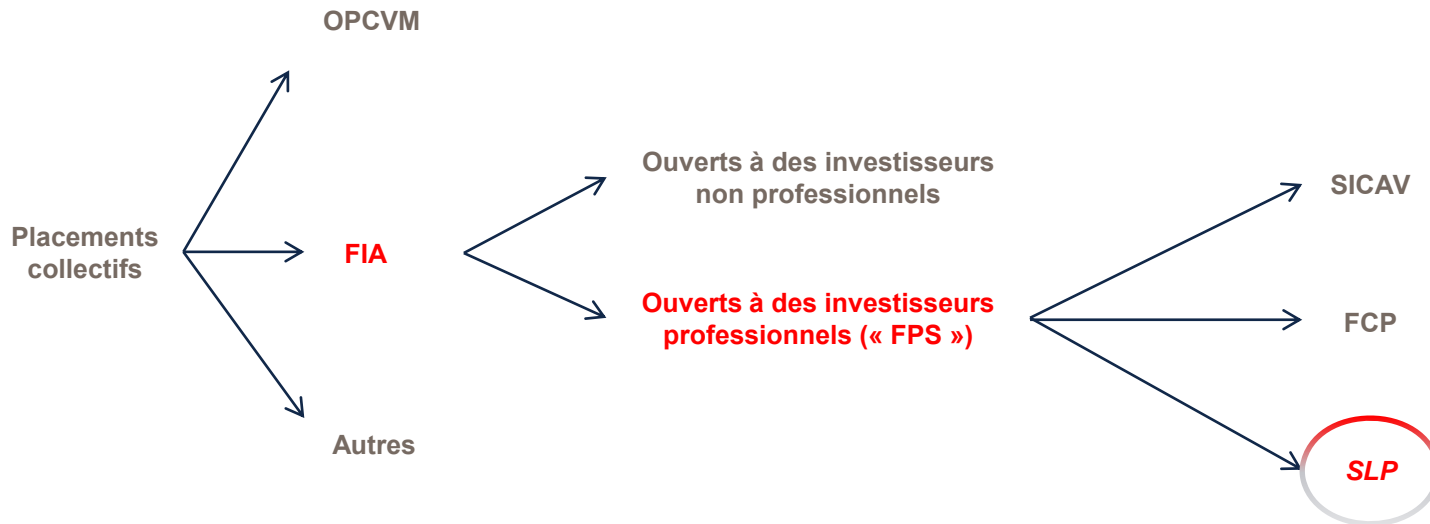 OPCVM
Ouverts à des investisseurs
non professionnels
SICAV
Placements
collectifs
FIA
Ouverts à des investisseurs
professionnels (« FPS »)
FCP
Autres
SLP